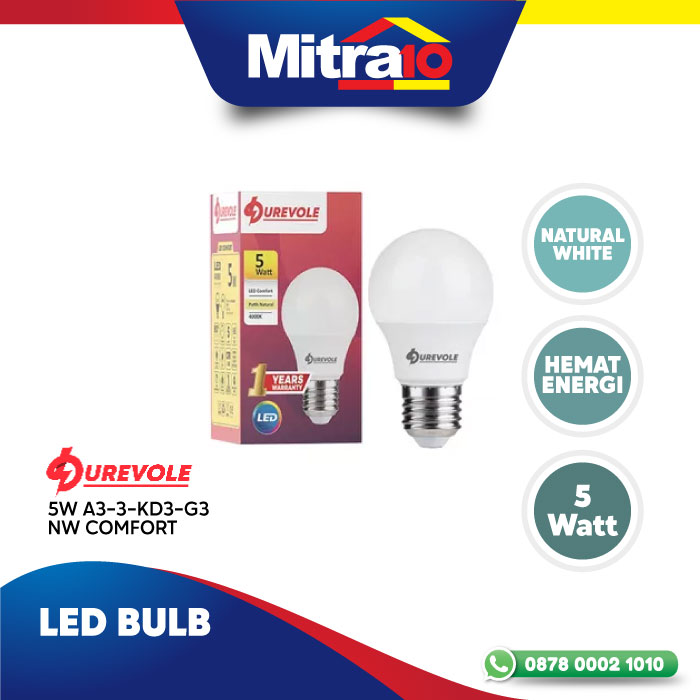 Mitra10
DUREVOLE
5
Watt
LED Comfort
Putih Natural
4000K
1 YEARS
WARRANTY
LED
DUREVOLE
NATURAL
WHITE
HEMAT
ENERGI
5
Watt
DUREVOLE
5W A3-3-KD3-G3
NW COMFORT
LED BULB
0878 0002 1010